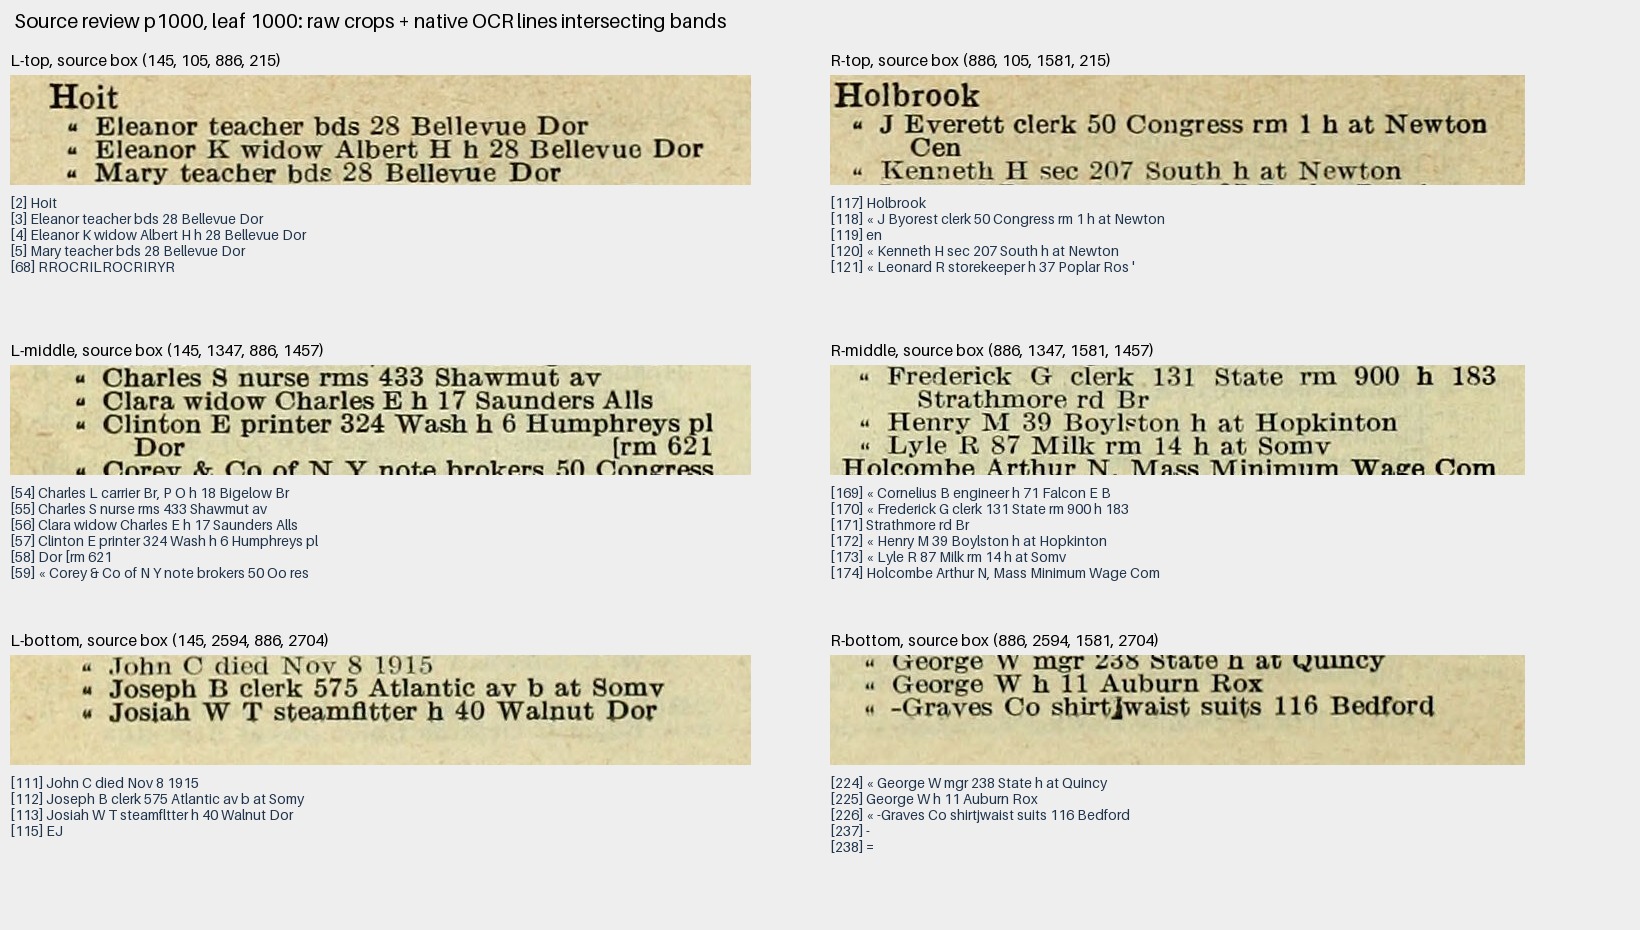 Source review p1000, leaf 1000: raw crops + native OCR lines intersecting bands
L-top, source box (145, 105, 886, 215)
Hoit
“ Eleanor teacher bds 28 Bellevue Dor
“ Eleanor K widow Albert H h 28 Bellevue Dor
“ Mary teacher bds 28 Bellevue Dor
[2] Hoit
[3] Eleanor teacher bds 28 Bellevue Dor
[4] Eleanor K widow Albert H h 28 Bellevue Dor
[5] Mary teacher bds 28 Bellevue Dor
[68] RROCRILROCRIRYR
R-top, source box (886, 105, 1581, 215)
Holbrook
“ J Everett clerk 50 Congress rm 1 h at Newton
Cen
“ Kenneth H sec 207 South h at Newton
[117] Holbrook
[118] « J Byorest clerk 50 Congress rm 1 h at Newton
[119] en
[120] « Kenneth H sec 207 South h at Newton
[121] « Leonard R storekeeper h 37 Poplar Ros '
L-middle, source box (145, 1347, 886, 1457)
“ Charles S nurse rms 433 Shawmut av
“ Clara widow Charles E h 17 Saunders Alls
“ Clinton E printer 324 Wash h 6 Humphreys pl
Dor [rm 621
“ Corey & Co of N Y note brokers 50 Congress
[54] Charles L carrier Br, P O h 18 Bigelow Br
[55] Charles S nurse rms 433 Shawmut av
[56] Clara widow Charles E h 17 Saunders Alls
[57] Clinton E printer 324 Wash h 6 Humphreys pl
[58] Dor [rm 621
[59] « Corey & Co of N Y note brokers 50 Oo res
R-middle, source box (886, 1347, 1581, 1457)
“ Frederick G clerk 131 State rm 900 h 183
Strathmore rd Br
“ Henry M 39 Boylston h at Hopkinton
“ Lyle R 87 Milk rm 14 h at Somv
Holcombe Arthur N, Mass Minimum Wage Com
[169] « Cornelius B engineer h 71 Falcon E B
[170] « Frederick G clerk 131 State rm 900 h 183
[171] Strathmore rd Br
[172] « Henry M 39 Boylston h at Hopkinton
[173] « Lyle R 87 Milk rm 14 h at Somv
[174] Holcombe Arthur N, Mass Minimum Wage Com
L-bottom, source box (145, 2594, 886, 2704)
“ John C died Nov 8 1915
“ Joseph B clerk 575 Atlantic av b at Somv
“ Josiah W T steamfitter h 40 Walnut Dor
[111] John C died Nov 8 1915
[112] Joseph B clerk 575 Atlantic av b at Somy
[113] Josiah W T steamfltter h 40 Walnut Dor
[115] EJ
R-bottom, source box (886, 2594, 1581, 2704)
“ George W mgr 238 State h at Quincy
“ George W h 11 Auburn Rox
“ -Graves Co shirt waist suits 116 Bedford
[224] « George W mgr 238 State h at Quincy
[225] George W h 11 Auburn Rox
[226] « -Graves Co shirtjwaist suits 116 Bedford
[237] -
[238] =